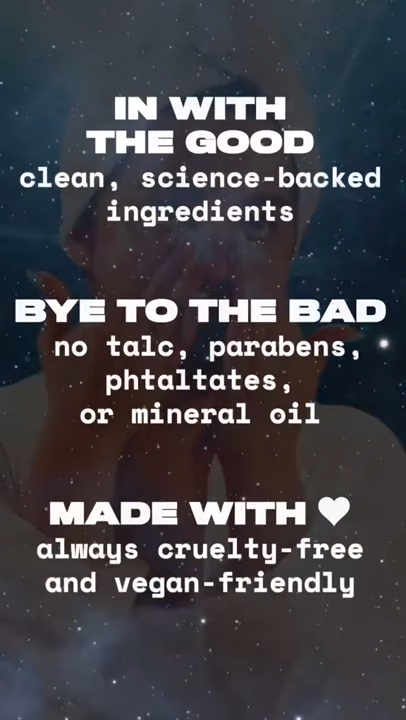 IN WITH
THE GOOD
clean, science-backed
ingredients
BYE TO THE BAD
no talc, parabens,
phtaltates,
or mineral oil
MADE WITH ♥
always cruelty-free
and vegan-friendly